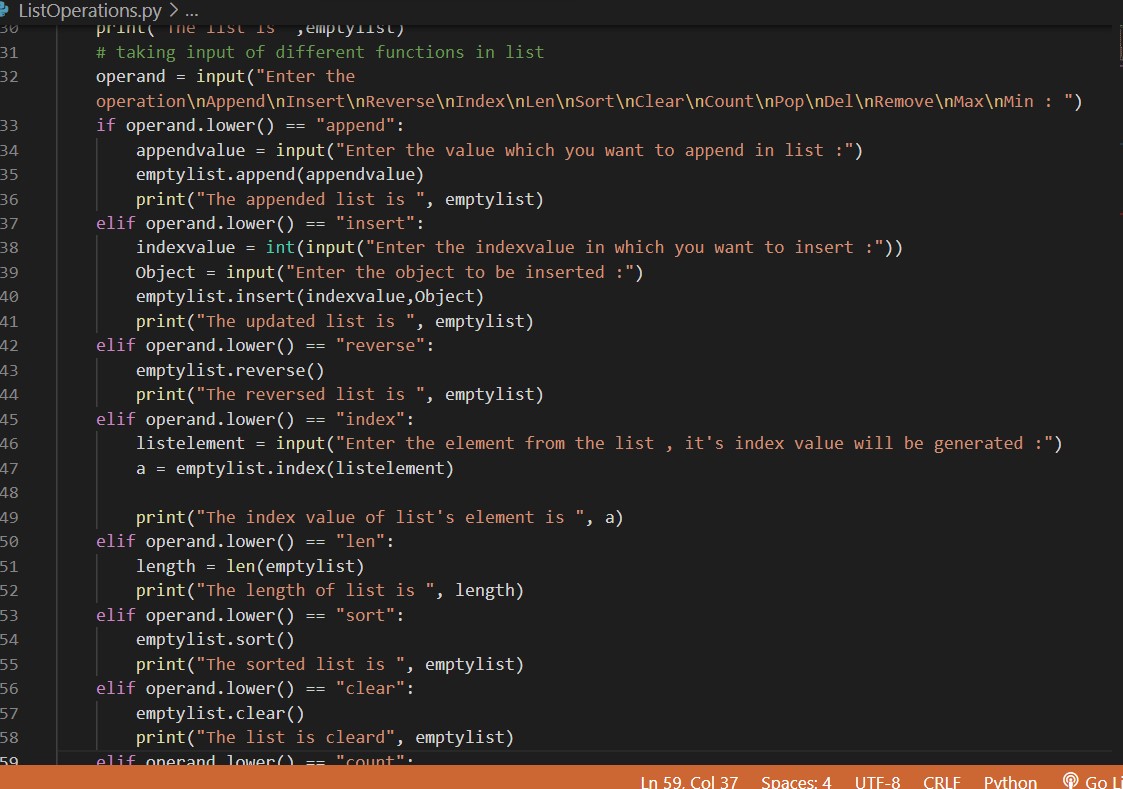 ListOperations.py > ...
30 print("The list is ",emptylist)
31 # taking input of different functions in list
32 operand = input("Enter the
operation\nAppend\nInsert\nReverse\nIndex\nLen\nSort\nClear\nCount\nPop\nDel\nRemove\nMax\nMin : ")
33 if operand.lower() == "append":
34 appendvalue = input("Enter the value which you want to append in list :")
35 emptylist.append(appendvalue)
36 print("The appended list is ", emptylist)
37 elif operand.lower() == "insert":
38 indexvalue = int(input("Enter the indexvalue in which you want to insert :"))
39 Object = input("Enter the object to be inserted :")
40 emptylist.insert(indexvalue,Object)
41 print("The updated list is ", emptylist)
42 elif operand.lower() == "reverse":
43 emptylist.reverse()
44 print("The reversed list is ", emptylist)
45 elif operand.lower() == "index":
46 listelement = input("Enter the element from the list , it's index value will be generated :")
47 a = emptylist.index(listelement)
48
49 print("The index value of list's element is ", a)
50 elif operand.lower() == "len":
51 length = len(emptylist)
52 print("The length of list is ", length)
53 elif operand.lower() == "sort":
54 emptylist.sort()
55 print("The sorted list is ", emptylist)
56 elif operand.lower() == "clear":
57 emptylist.clear()
58 print("The list is cleard", emptylist)
59 elif operand.lower() == "count":
Ln 59, Col 37 Spaces: 4 UTF-8 CRLF Python Go Li